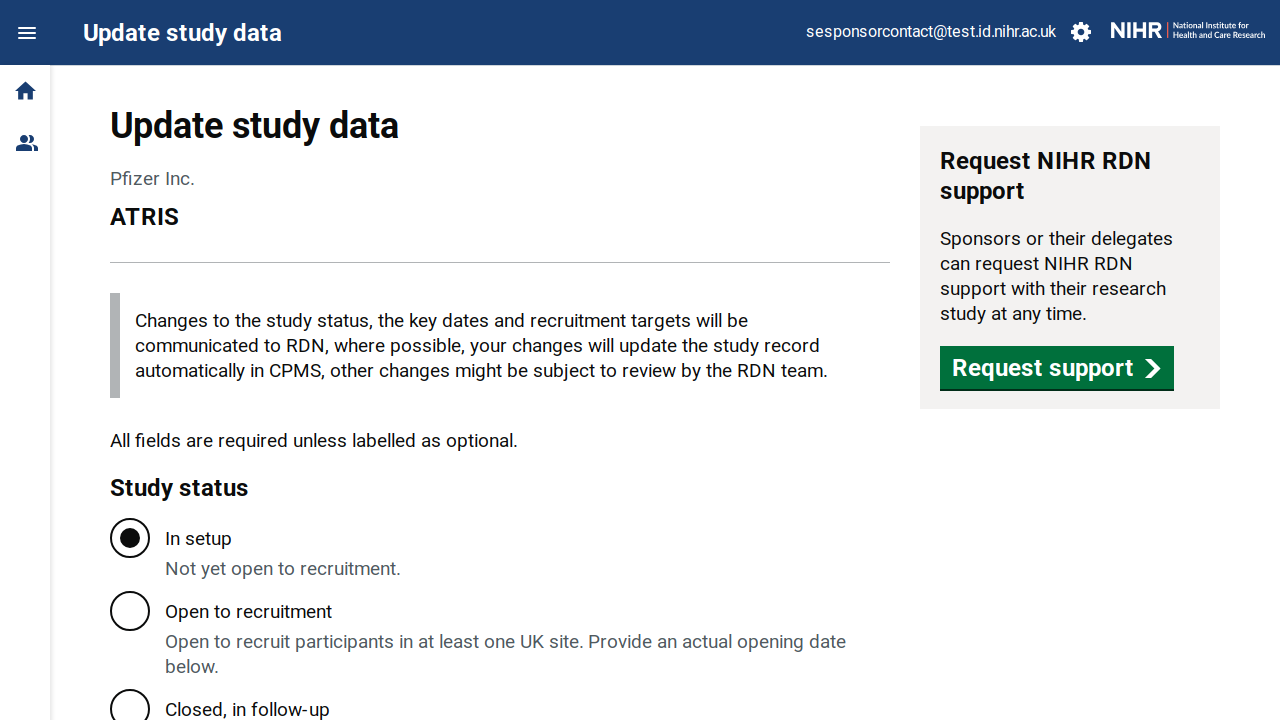 Update study data
sesponsorcontact@test.id.nihr.ac.uk
NIHR | National Institute for
Health and Care Research
Update study data
Pfizer Inc.
ATRIS
Changes to the study status, the key dates and recruitment targets will be
communicated to RDN, where possible, your changes will update the study record
automatically in CPMS, other changes might be subject to review by the RDN team.
All fields are required unless labelled as optional.
Study status
In setup
Not yet open to recruitment.
Open to recruitment
Open to recruit participants in at least one UK site. Provide an actual opening date
below.
Closed, in follow-up
Request NIHR RDN
support
Sponsors or their delegates
can request NIHR RDN
support with their research
study at any time.
Request support